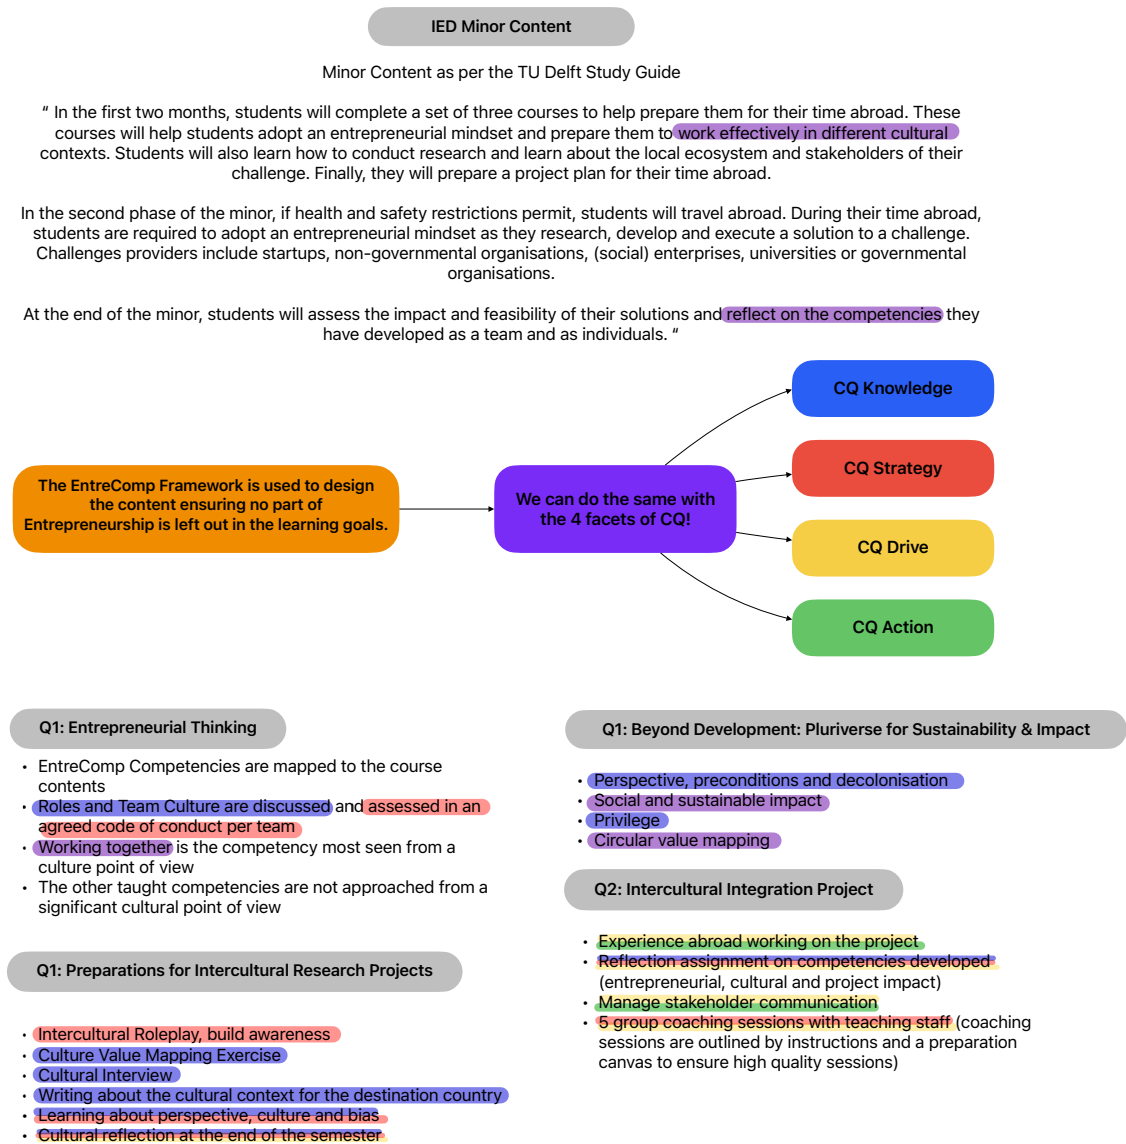 IED Minor Content
Minor Content as per the TU Delft Study Guide
“ In the first two months, students will complete a set of three courses to help prepare them for their time abroad. These
courses will help students adopt an entrepreneurial mindset and prepare them to work effectively in different cultural
contexts. Students will also learn how to conduct research and learn about the local ecosystem and stakeholders of their
challenge. Finally, they will prepare a project plan for their time abroad.
In the second phase of the minor, if health and safety restrictions permit, students will travel abroad. During their time abroad,
students are required to adopt an entrepreneurial mindset as they research, develop and execute a solution to a challenge.
Challenges providers include startups, non-governmental organisations, (social) enterprises, universities or governmental
organisations.
At the end of the minor, students will assess the impact and feasibility of their solutions and reflect on the competencies they
have developed as a team and as individuals. “
The EntreComp Framework is used to design
the content ensuring no part of
Entrepreneurship is left out in the learning goals.
We can do the same with
the 4 facets of CQ!
CQ Knowledge
CQ Strategy
CQ Drive
CQ Action
Q1: Entrepreneurial Thinking
• EntreComp Competencies are mapped to the course
contents
• Roles and Team Culture are discussed and assessed in an
agreed code of conduct per team
• Working together is the competency most seen from a
culture point of view
• The other taught competencies are not approached from a
significant cultural point of view
Q1: Preparations for Intercultural Research Projects
• Intercultural Roleplay, build awareness
• Culture Value Mapping Exercise
• Cultural Interview
• Writing about the cultural context for the destination country
• Learning about perspective, culture and bias
• Cultural reflection at the end of the semester
Q1: Beyond Development: Pluriverse for Sustainability & Impact
• Perspective, preconditions and decolonisation
• Social and sustainable impact
• Privilege
• Circular value mapping
Q2: Intercultural Integration Project
• Experience abroad working on the project
• Reflection assignment on competencies developed
(entrepreneurial, cultural and project impact)
• Manage stakeholder communication
• 5 group coaching sessions with teaching staff (coaching
sessions are outlined by instructions and a preparation
canvas to ensure high quality sessions)